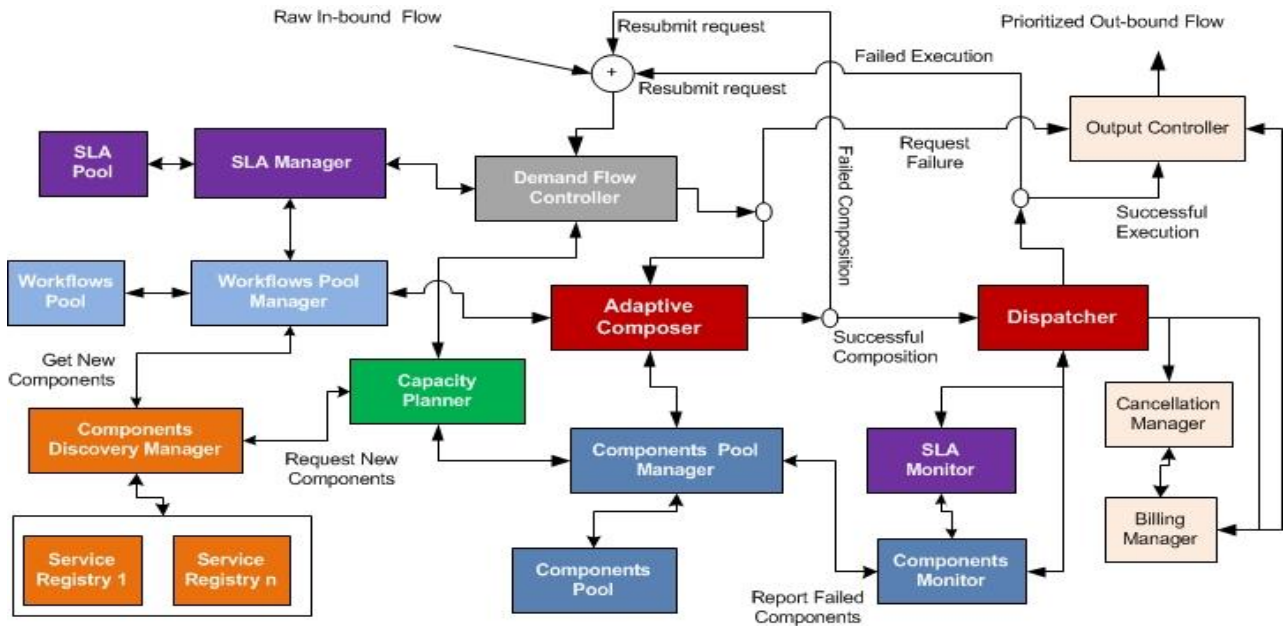 Raw In-bound Flow
Resubmit request
Prioritized Out-bound Flow
Failed Execution
+
Resubmit request
SLA
Pool
SLA Manager
Demand Flow
Controller
Request
Failure
Output Controller
Failed Composition
Successful
Execution
Workflows
Pool
Workflows Pool
Manager
Adaptive
Composer
Successful
Composition
Dispatcher
Get New
Components
Capacity
Planner
Cancellation
Manager
Components
Discovery Manager
Request New
Components
Components Pool
Manager
SLA
Monitor
Service
Registry 1
Service
Registry n
Components
Pool
Report Failed
Components
Components
Monitor
Billing
Manager